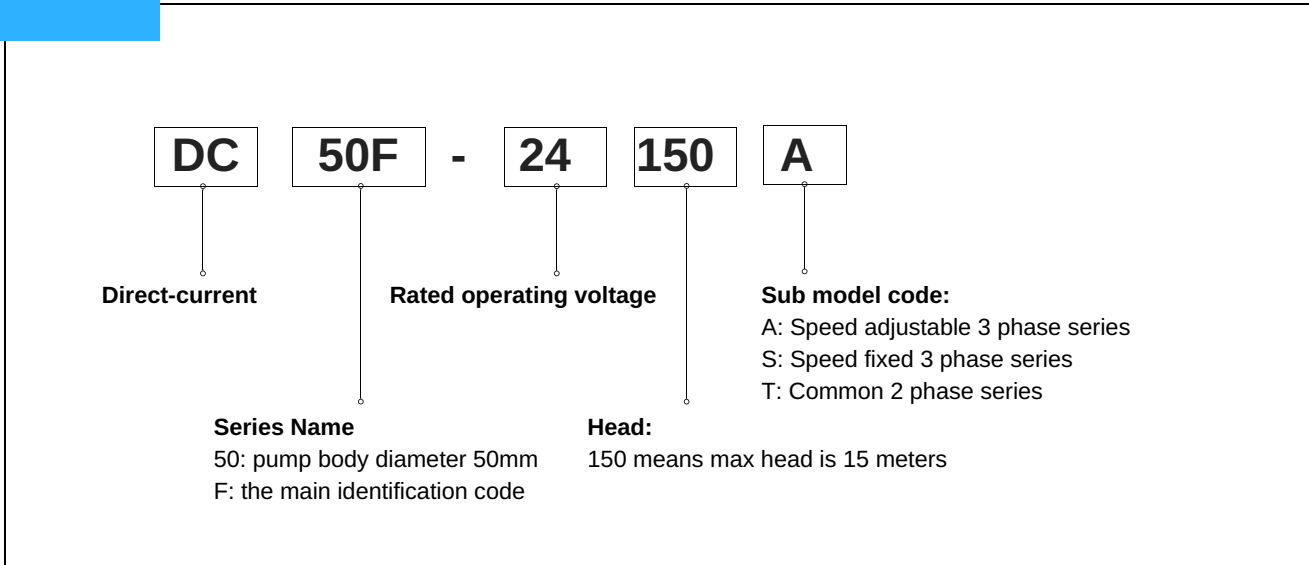 DC 50F - 24 150 A
Direct-current
Rated operating voltage
Sub model code:
A: Speed adjustable 3 phase series
S: Speed fixed 3 phase series
T: Common 2 phase series
Series Name
50: pump body diameter 50mm
F: the main identification code
Head:
150 means max head is 15 meters